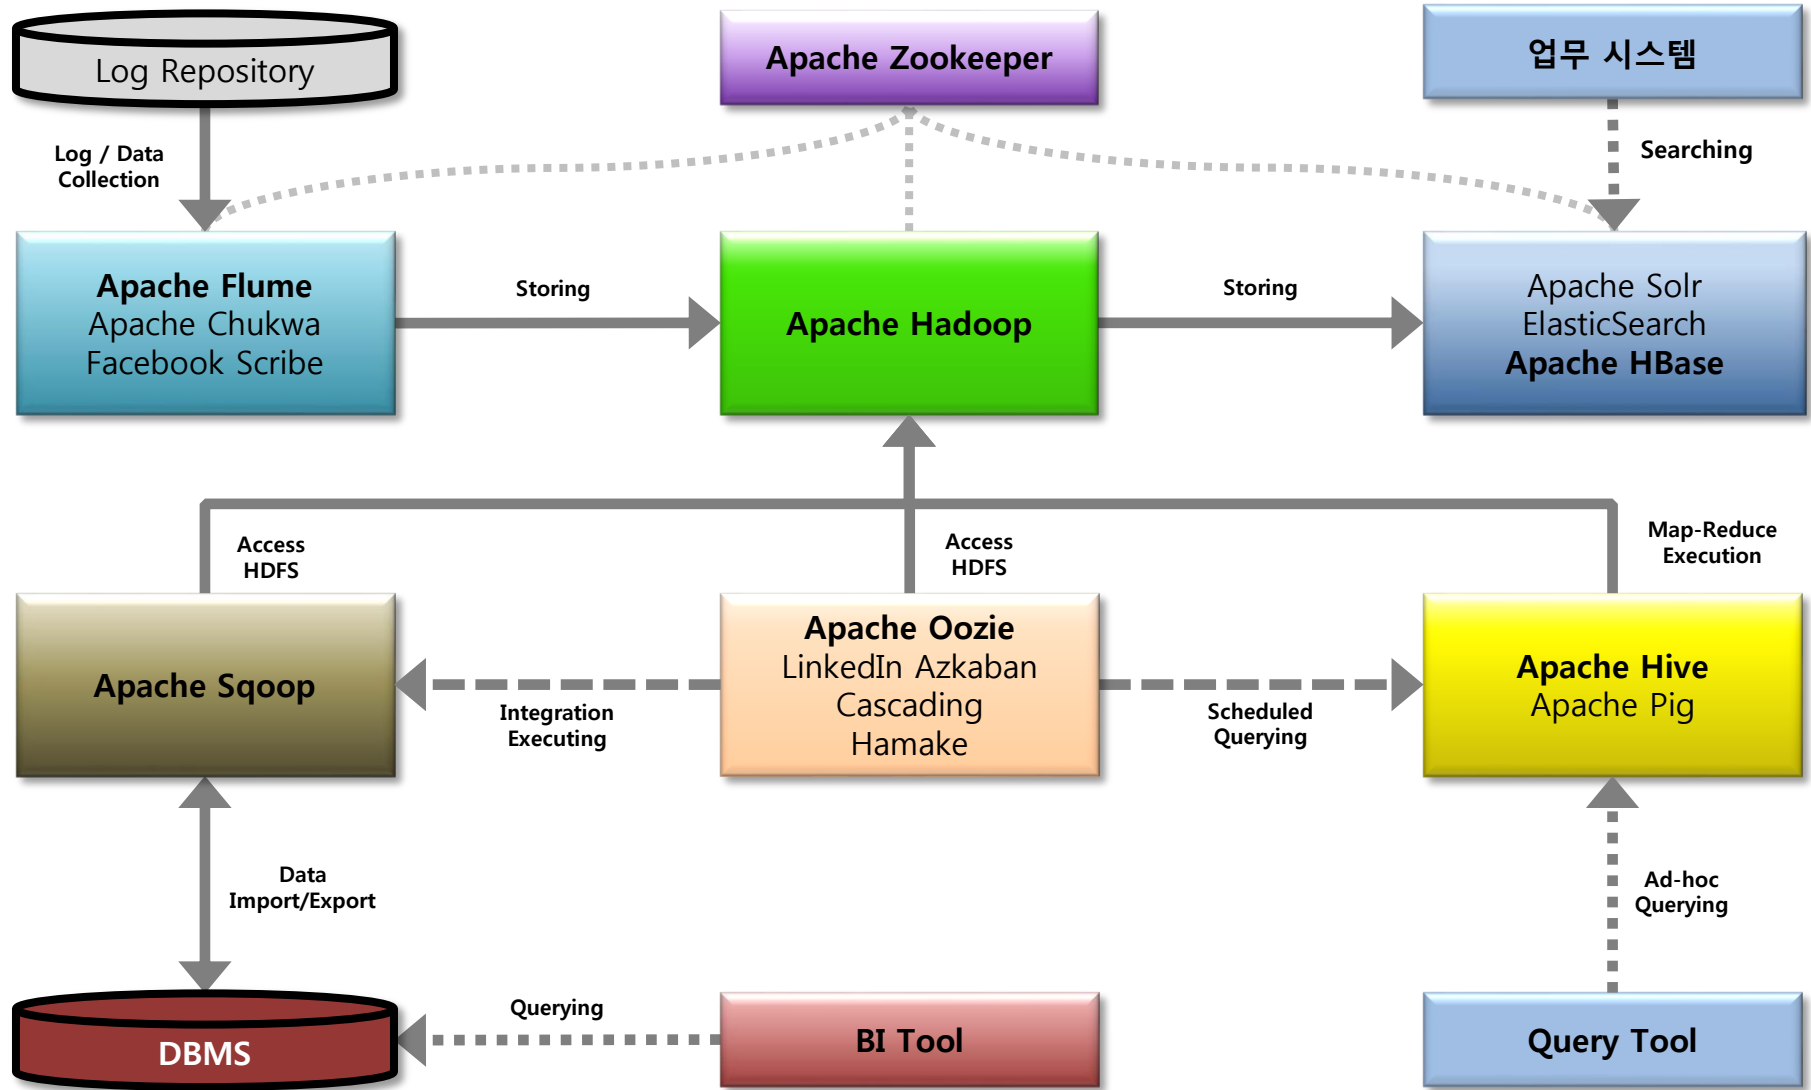 Log Repository
Apache Zookeeper
업무 시스템
Log / Data
Collection
Searching
Apache Flume
Apache Chukwa
Facebook Scribe
Storing
Apache Hadoop
Storing
Apache Solr
ElasticSearch
Apache HBase
Access
HDFS
Access
HDFS
Map-Reduce
Execution
Apache Sqoop
Integration
Executing
Apache Oozie
LinkedIn Azkaban
Cascading
Hamake
Scheduled
Querying
Apache Hive
Apache Pig
Data
Import/Export
Ad-hoc
Querying
DBMS
Querying
BI Tool
Query Tool